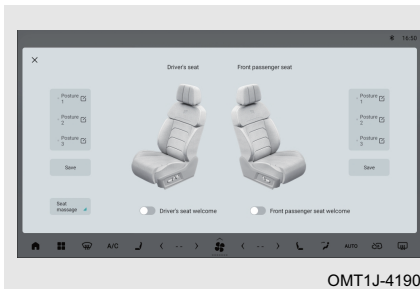 16:50
Driver's seat
Front passenger seat
Posture
1
Posture
2
Posture
3
Save
Posture
1
Posture
2
Posture
3
Save
Seat
massage
Driver's seat welcome
Front passenger seat welcome
A/C
--
--
AUTO
OMT1J-4190